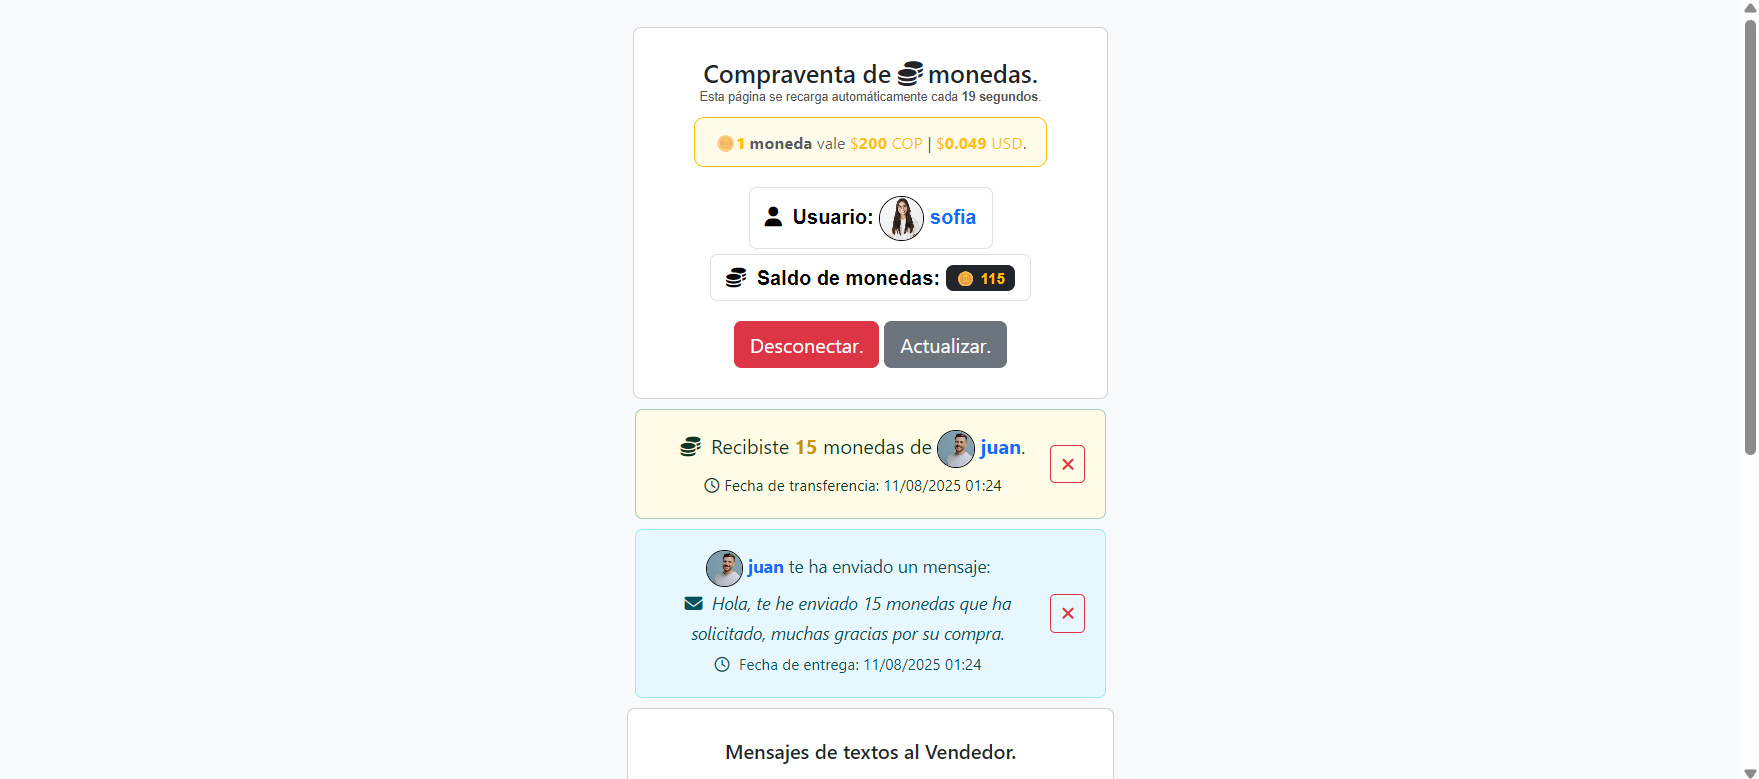 Compraventa de monedas.
Esta página se recarga automáticamente cada 19 segundos.
1 moneda vale $200 COP | $0.049 USD.
Usuario: sofia
Saldo de monedas: 115
Desconectar. Actualizar.
Recibiste 15 monedas de juan.
Fecha de transferencia: 11/08/2025 01:24
juan te ha enviado un mensaje:
Hola, te he enviado 15 monedas que ha
solicitado, muchas gracias por su compra.
Fecha de entrega: 11/08/2025 01:24
Mensajes de textos al Vendedor.